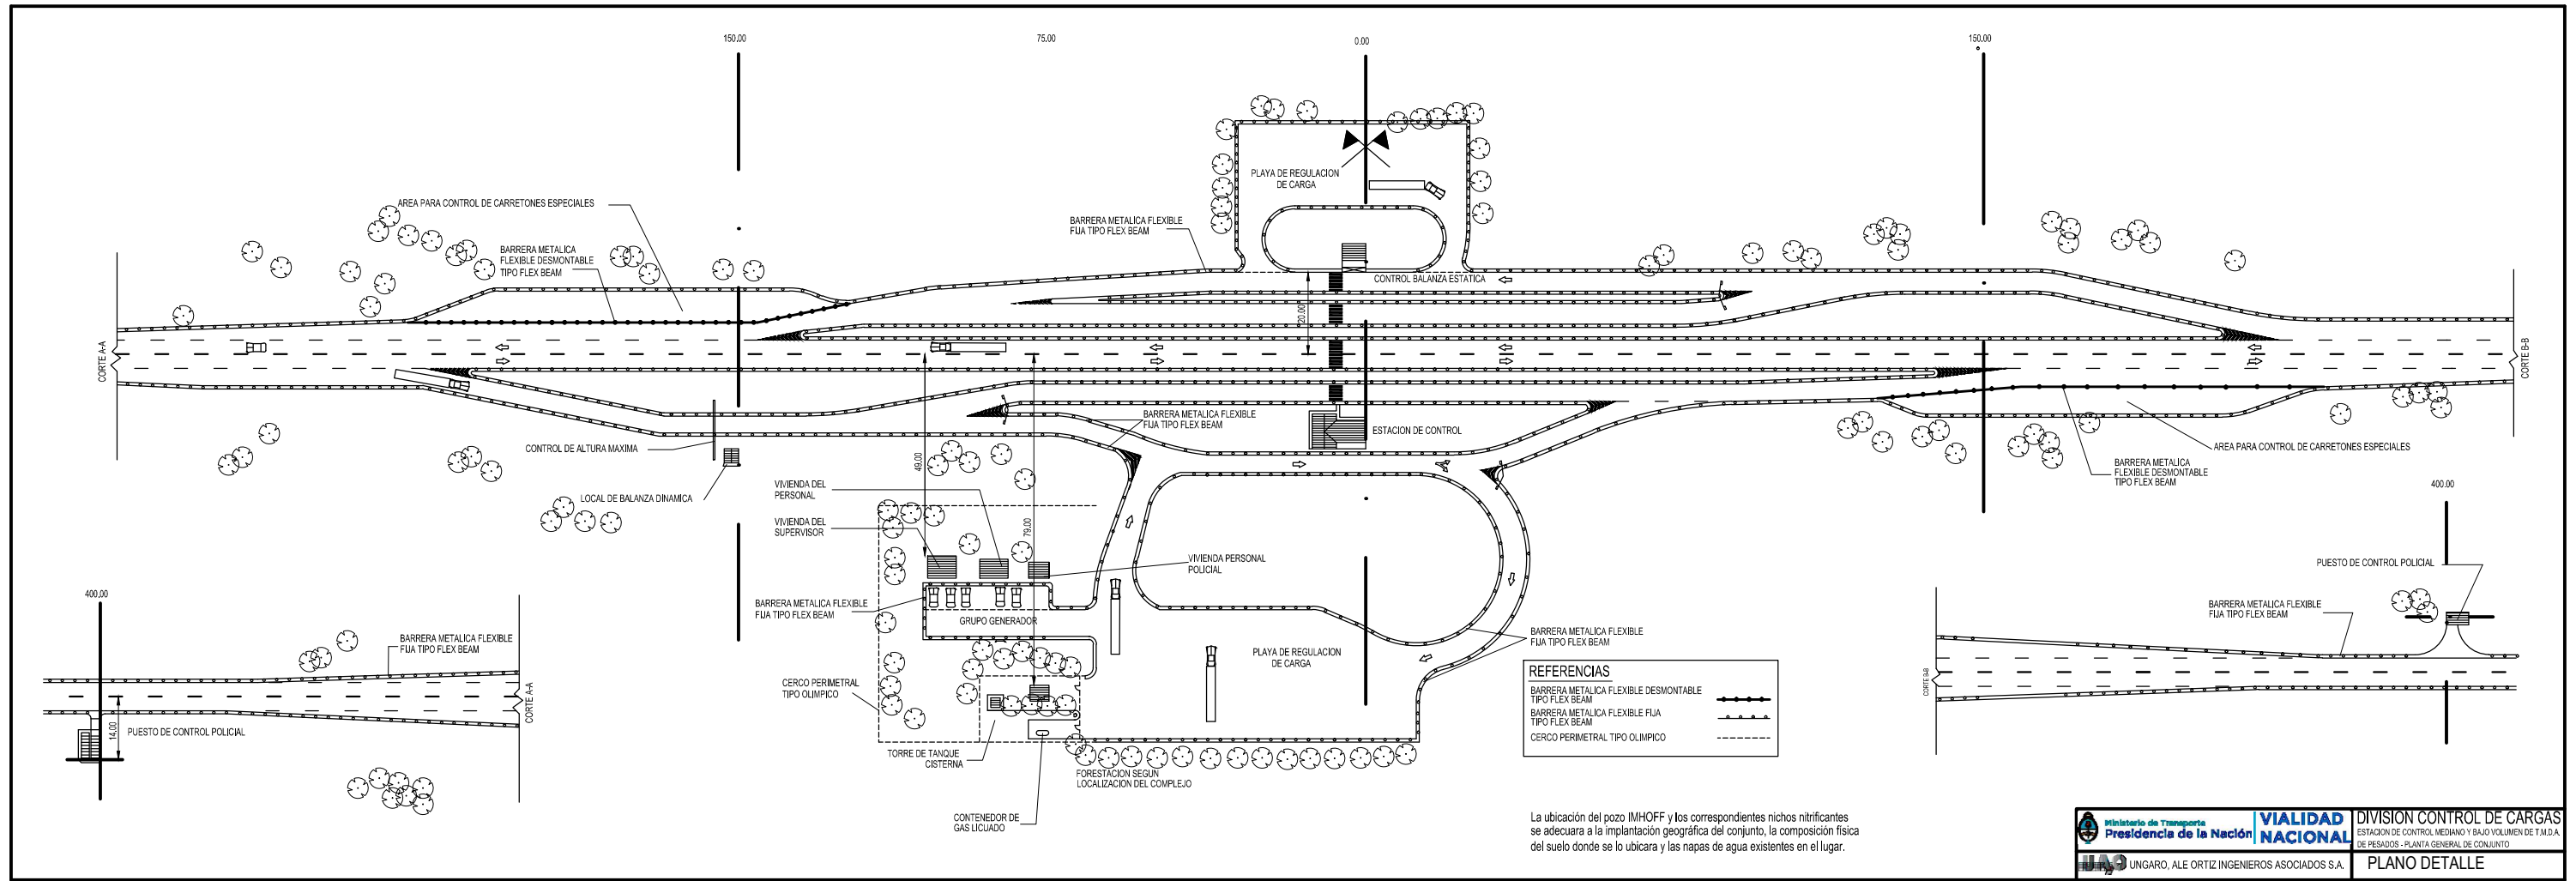 150.00
75.00
0.00
150.00
PLAYA DE REGULACION
DE CARGA
AREA PARA CONTROL DE CARRETONES ESPECIALES
BARRERA METALICA FLEXIBLE
FIJA TIPO FLEX BEAM
BARRERA METALICA
FLEXIBLE DESMONTABLE
TIPO FLEX BEAM
CONTROL BALANZA ESTATICA
20.00
CORTE A-A
CORTE B-B
BARRERA METALICA FLEXIBLE
FIJA TIPO FLEX BEAM
ESTACION DE CONTROL
CONTROL DE ALTURA MAXIMA
AREA PARA CONTROL DE CARRETONES ESPECIALES
49.00
BARRERA METALICA
FLEXIBLE DESMONTABLE
TIPO FLEX BEAM
LOCAL DE BALANZA DINAMICA
VIVIENDA DEL
PERSONAL
400.00
VIVIENDA DEL
SUPERVISOR
79.00
VIVIENDA PERSONAL
POLICIAL
PUESTO DE CONTROL POLICIAL
400.00
BARRERA METALICA FLEXIBLE
FIJA TIPO FLEX BEAM
GRUPO GENERADOR
BARRERA METALICA FLEXIBLE
FIJA TIPO FLEX BEAM
BARRERA METALICA FLEXIBLE
FIJA TIPO FLEX BEAM
BARRERA METALICA FLEXIBLE
FIJA TIPO FLEX BEAM
PLAYA DE REGULACION
DE CARGA
CERCO PERIMETRAL
TIPO OLIMPICO
CORTE A-A
CORTE B-B
14.00
PUESTO DE CONTROL POLICIAL
REFERENCIAS
BARRERA METALICA FLEXIBLE DESMONTABLE
TIPO FLEX BEAM
BARRERA METALICA FLEXIBLE FIJA
TIPO FLEX BEAM
CERCO PERIMETRAL TIPO OLIMPICO
TORRE DE TANQUE
CISTERNA
FORESTACION SEGUN
LOCALIZACION DEL COMPLEJO
CONTENEDOR DE
GAS LICUADO
La ubicación del pozo IMHOFF y los correspondientes nichos nitrificantes
se adecuara a la implantación geográfica del conjunto, la composición física
del suelo donde se lo ubicara y las napas de agua existentes en el lugar.
Ministerio de Transporte
Presidencia de la Nación
VIALIDAD
NACIONAL
DIVISION CONTROL DE CARGAS
ESTACION DE CONTROL MEDIANO Y BAJO VOLUMEN DE T.M.D.A.
DE PESADOS - PLANTA GENERAL DE CONJUNTO
UNGARO, ALE ORTIZ INGENIEROS ASOCIADOS S.A.
PLANO DETALLE